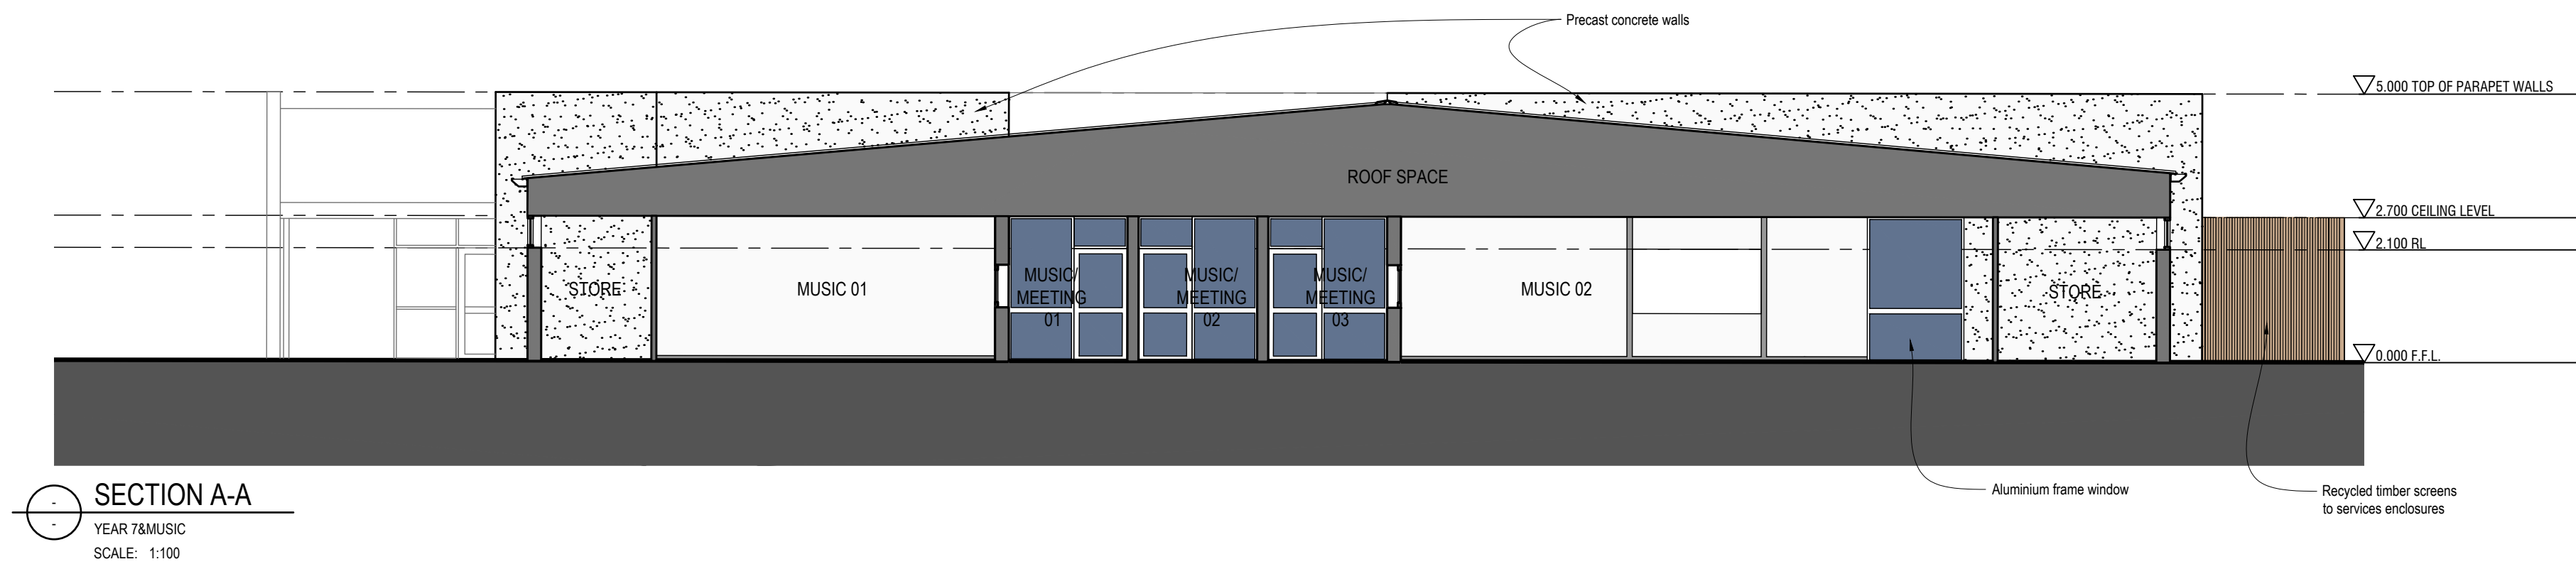 Precast concrete walls
5.000 TOP OF PARAPET WALLS
ROOF SPACE
2.700 CEILING LEVEL
2.100 RL
STORE
MUSIC 01
MUSIC/
MEETING
01
MUSIC/
MEETING
02
MUSIC/
MEETING
03
MUSIC 02
STORE
0.000 F.F.L.
- 
-
SECTION A-A
YEAR 7&MUSIC
SCALE: 1:100
Aluminium frame window
Recycled timber screens
to services enclosures